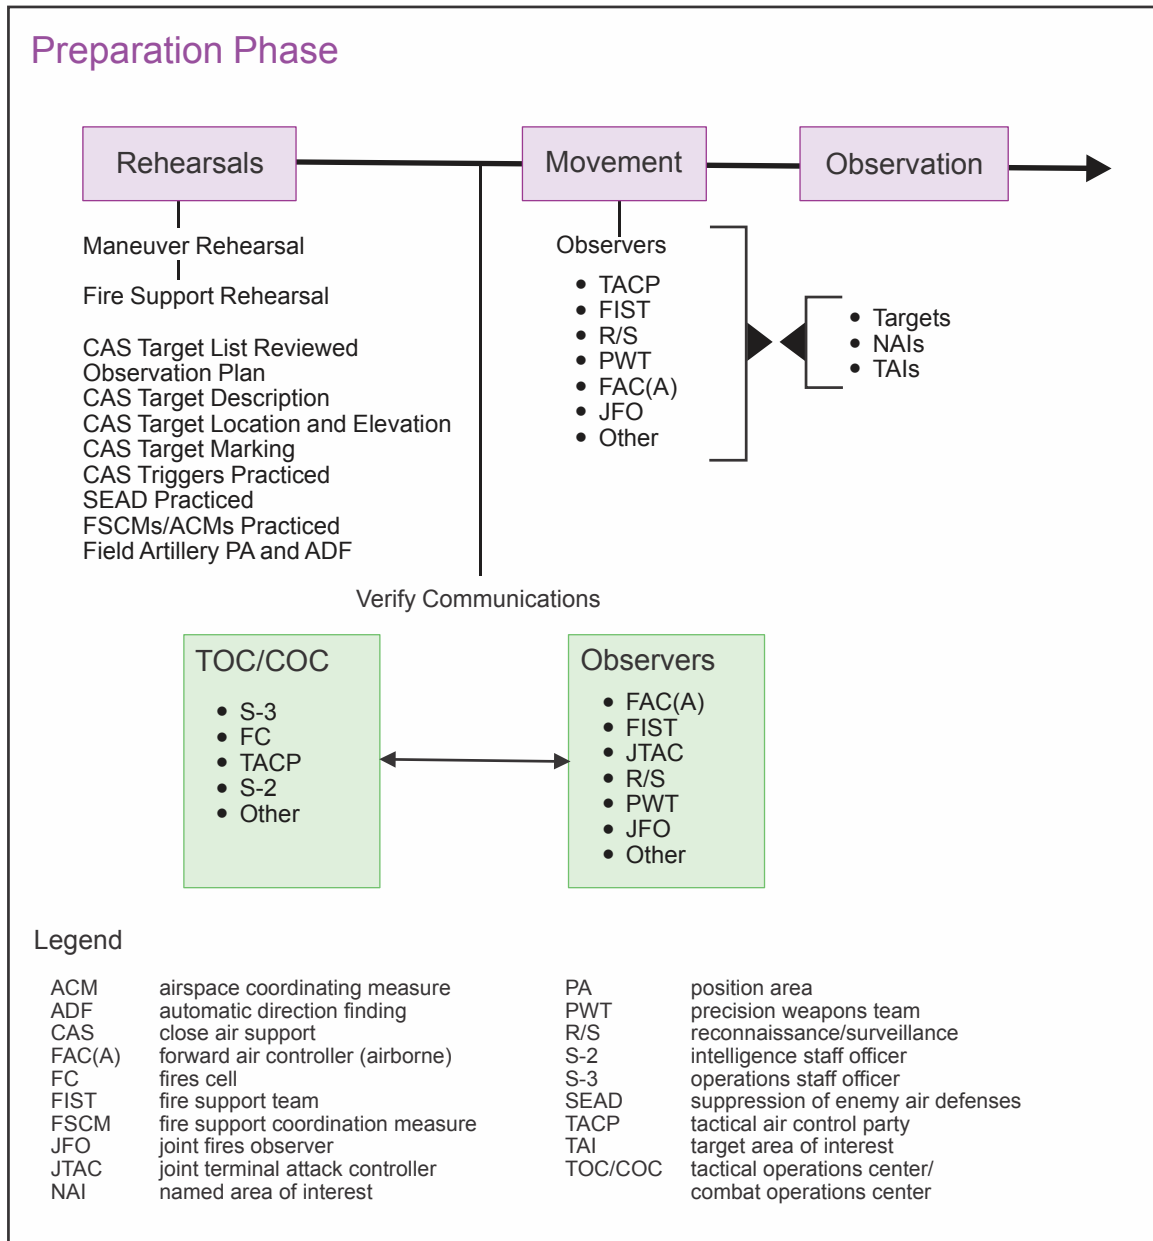 Preparation Phase
Rehearsals
Movement
Observation
Maneuver Rehearsal
Fire Support Rehearsal
CAS Target List Reviewed
Observation Plan
CAS Target Description
CAS Target Location and Elevation
CAS Target Marking
CAS Triggers Practiced
SEAD Practiced
FSCMs/ACMs Practiced
Field Artillery PA and ADF
Observers
• TACP
• FIST
• R/S
• PWT
• FAC(A)
• JFO
• Other
• Targets
• NAIs
• TAIs
Verify Communications
TOC/COC
• S-3
• FC
• TACP
• S-2
• Other
Observers
• FAC(A)
• FIST
• JTAC
• R/S
• PWT
• JFO
• Other
Legend
ACM airspace coordinating measure
ADF automatic direction finding
CAS close air support
FAC(A) forward air controller (airborne)
FC fires cell
FIST fire support team
FSCM fire support coordination measure
JFO joint fires observer
JTAC joint terminal attack controller
NAI named area of interest
PA position area
PWT precision weapons team
R/S reconnaissance/surveillance
S-2 intelligence staff officer
S-3 operations staff officer
SEAD suppression of enemy air defenses
TACP tactical air control party
TAI target area of interest
TOC/COC tactical operations center/
combat operations center